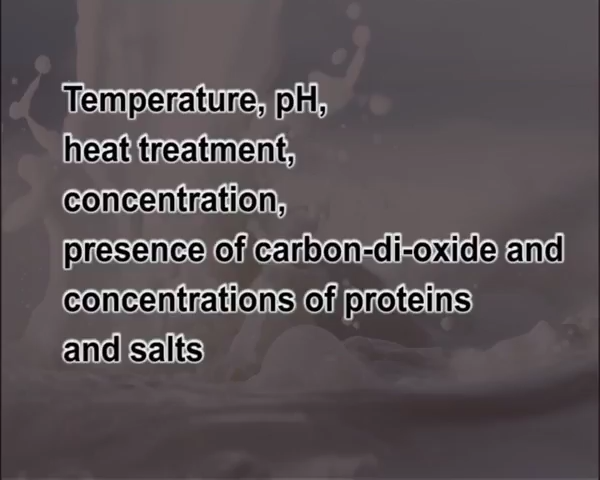 Temperature, pH,
heat treatment,
concentration,
presence of carbon-di-oxide and
concentrations of proteins
and salts